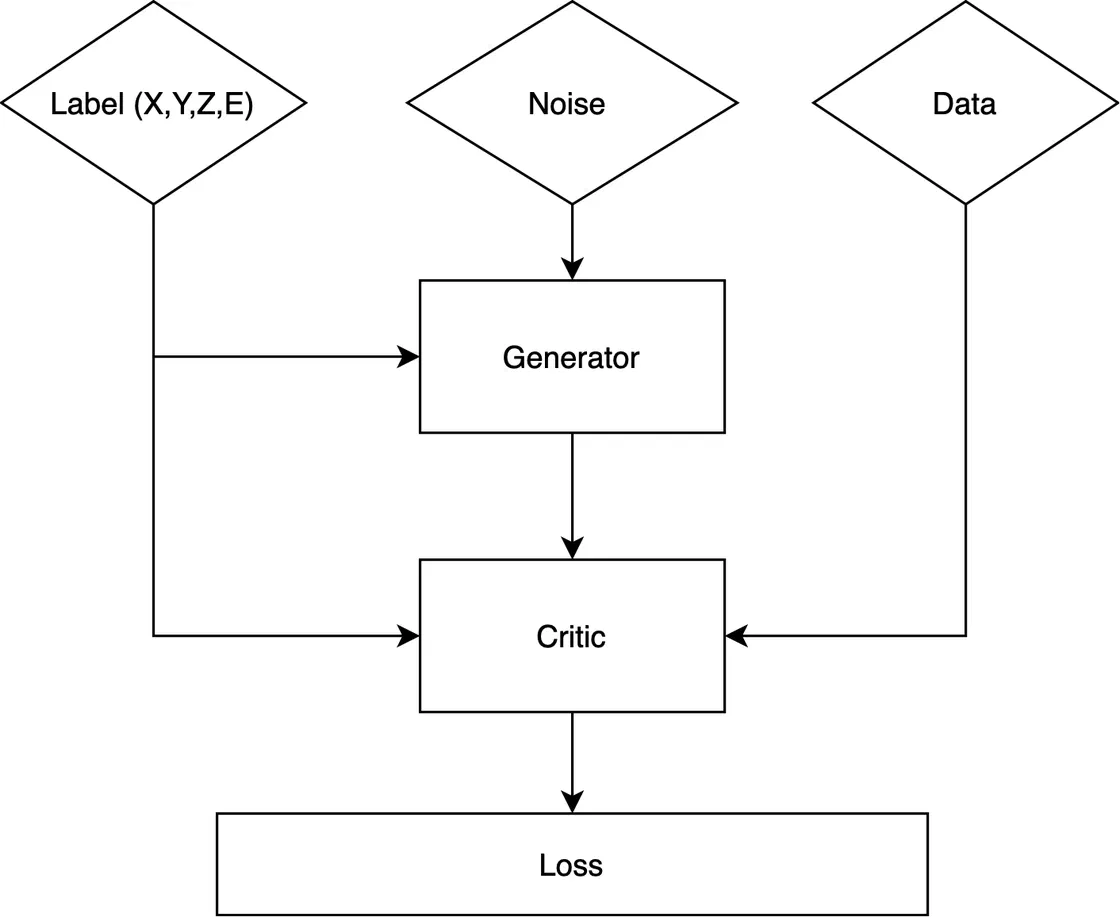 Label (X,Y,Z,E)
Noise
Data
Generator
Critic
Loss